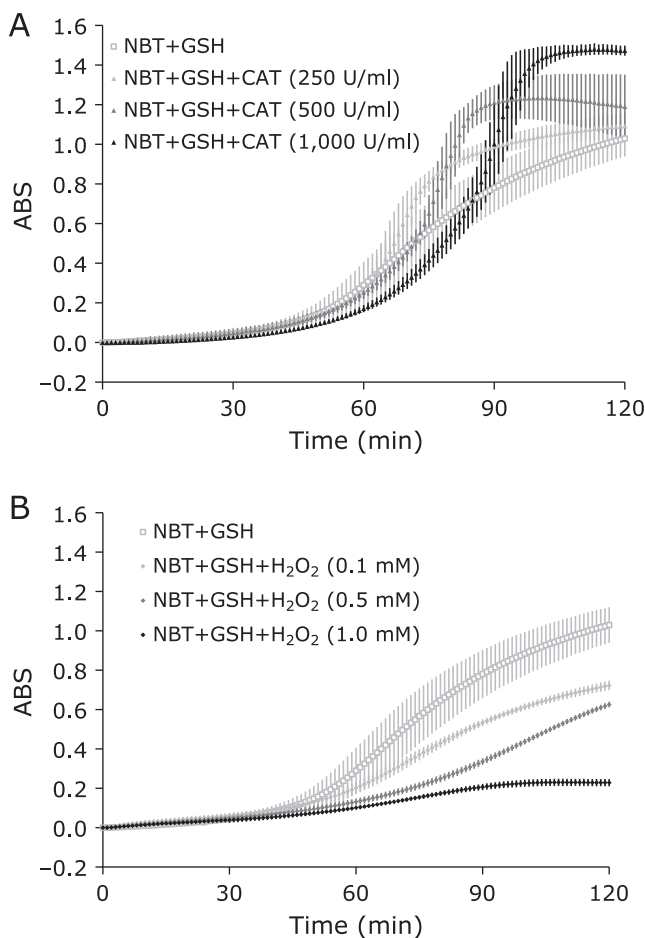 A
ABS
1.6
1.4
1.2
1.0
0.8
0.6
0.4
0.2
0.0
−0.2
NBT+GSH
NBT+GSH+CAT (250 U/ml)
NBT+GSH+CAT (500 U/ml)
NBT+GSH+CAT (1,000 U/ml)
0 30 60 90 120
Time (min)
B
ABS
1.6
1.4
1.2
1.0
0.8
0.6
0.4
0.2
0.0
−0.2
NBT+GSH
NBT+GSH+H₂O₂ (0.1 mM)
NBT+GSH+H₂O₂ (0.5 mM)
NBT+GSH+H₂O₂ (1.0 mM)
0 30 60 90 120
Time (min)